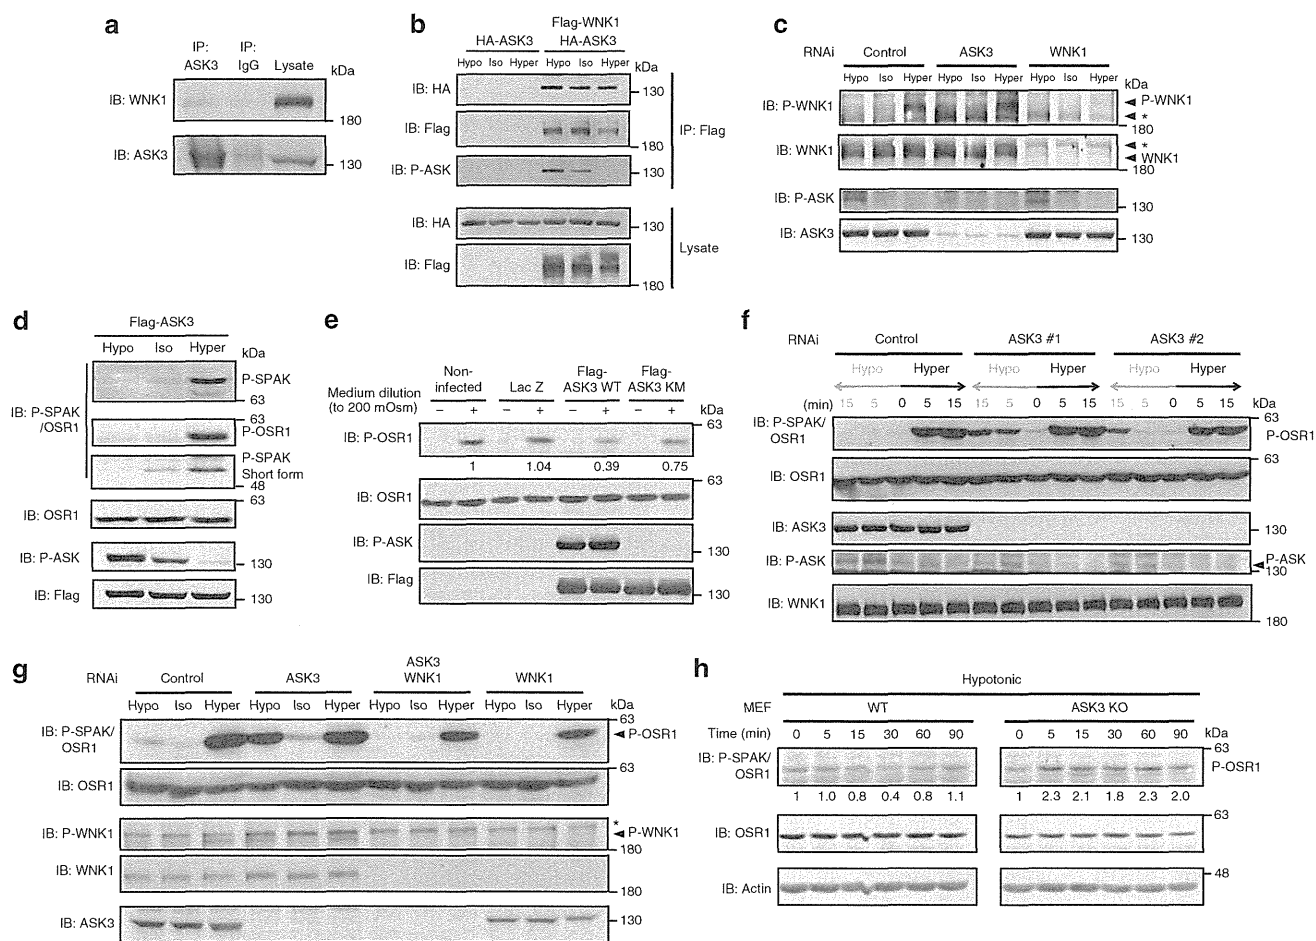 a
IP: ASK3
IP: IgG
Lysate
kDa
IB: WNK1
180
IB: ASK3
130
b
HA-ASK3
Flag-WNK1
HA-ASK3
Hypo Iso Hyper Hypo Iso Hyper
kDa
IB: HA
130
IB: Flag
180
IB: P-ASK
130
IP: Flag
IB: HA
130
IB: Flag
180
Lysate
c
RNAi Control ASK3 WNK1
Hypo Iso Hyper Hypo Iso Hyper Hypo Iso Hyper
kDa
IB: P-WNK1
P-WNK1
*
180
IB: WNK1
*
WNK1
180
IB: P-ASK
130
IB: ASK3
130
d
Flag-ASK3
Hypo Iso Hyper
kDa
IB: P-SPAK
/OSR1
P-SPAK
63
63
P-OSR1
P-SPAK
Short form
48
IB: OSR1
63
IB: P-ASK
130
IB: Flag
130
e
Medium dilution
(to 200 mOsm)
Non-
infected
Lac Z
Flag-
ASK3 WT
Flag-
ASK3 KM
– + – + – + – +
kDa
IB: P-OSR1
63
1 1.04 0.39 0.75
IB: OSR1
63
IB: P-ASK
130
IB: Flag
130
f
RNAi Control ASK3 #1 ASK3 #2
Hypo Hyper Hypo Hyper Hypo Hyper
(min) 15 5 0 5 15 15 5 0 5 15 15 5 0 5 15
kDa
IB: P-SPAK/
OSR1
63
P-OSR1
IB: OSR1
63
IB: ASK3
130
IB: P-ASK
P-ASK
130
IB: WNK1
180
g
RNAi Control ASK3 ASK3
WNK1 WNK1
Hypo Iso Hyper Hypo Iso Hyper Hypo Iso Hyper Hypo Iso Hyper
kDa
IB: P-SPAK/
OSR1
63
P-OSR1
IB: OSR1
63
IB: P-WNK1
*
P-WNK1
180
IB: WNK1
180
IB: ASK3
130
h
Hypotonic
MEF WT ASK3 KO
Time (min) 0 5 15 30 60 90 0 5 15 30 60 90
kDa
IB: P-SPAK/
OSR1
63
P-OSR1
1 1.0 0.8 0.4 0.8 1.1 1 2.3 2.1 1.8 2.3 2.0
IB: OSR1
63
IB: Actin
48